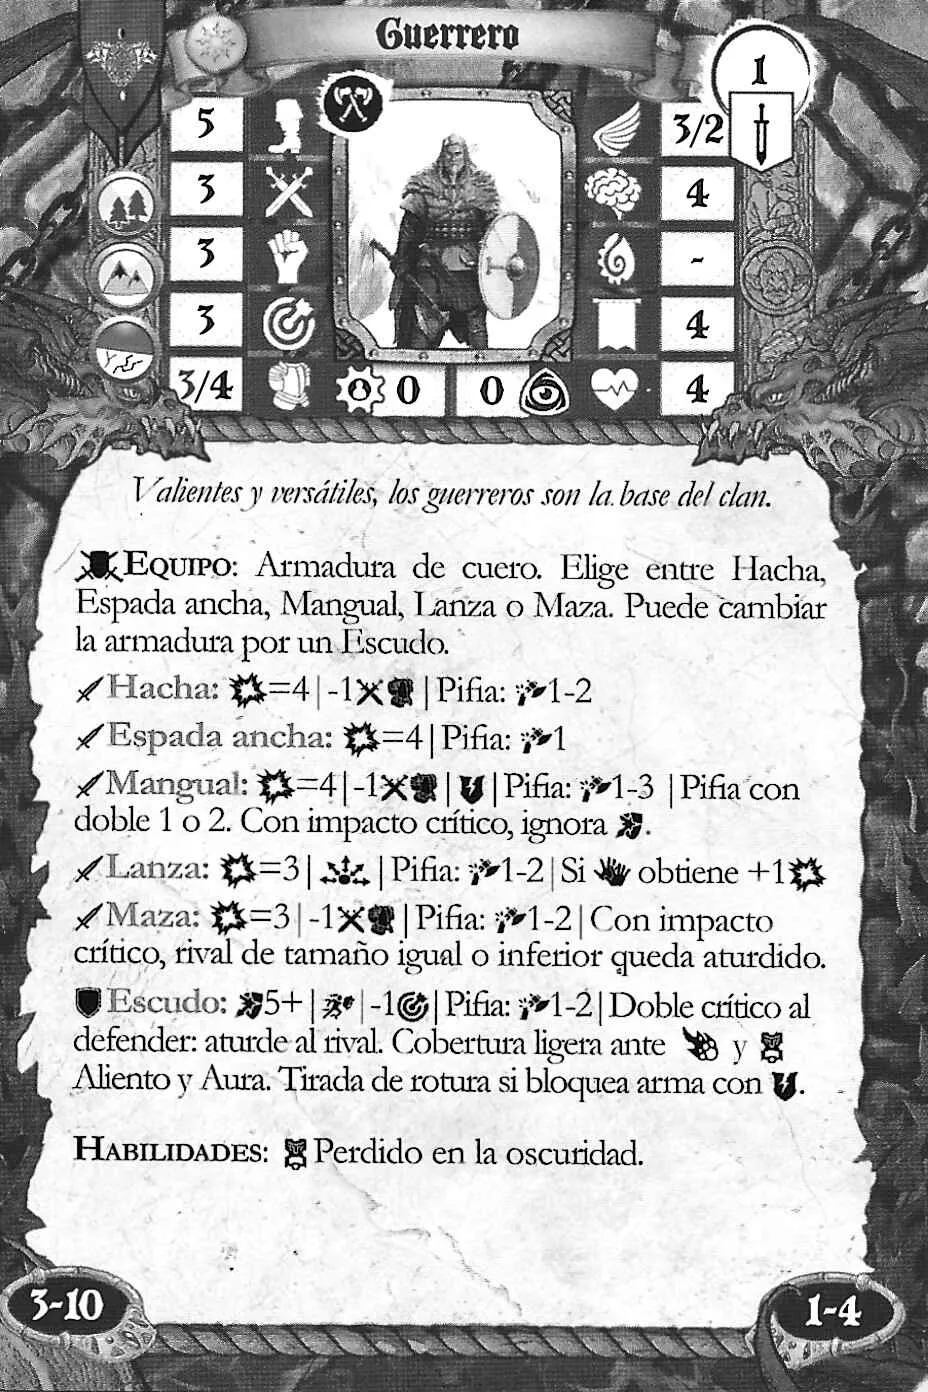 Guerrero
1
5
3/2
3
4
3
-
3
4
3/4
0
0
4
Valientes y versátiles, los guerreros son la base del clan.
EQUIPO: Armadura de cuero. Elige entre Hacha,
Espada ancha, Mangual, Lanza o Maza. Puede cambiar
la armadura por un Escudo.
Hacha: =4 | -1 | Pifia: 1-2
Espada ancha: =4 | Pifia: 1
Mangual: =4 | -1 | | Pifia: 1-3 | Pifia con
doble 1 o 2. Con impacto crítico, ignora .
Lanza: =3 | | Pifia: 1-2 | Si obtiene +1
Maza: =3 | -1 | Pifia: 1-2 | Con impacto
crítico, rival de tamaño igual o inferior queda aturdido.
Escudo: 5+ | | -1 | Pifia: 1-2 | Doble crítico al
defender: aturde al rival. Cobertura ligera ante y
Aliento y Aura. Tirada de rotura si bloquea arma con .
HABILIDADES: Perdido en la oscuridad.
3-10
1-4